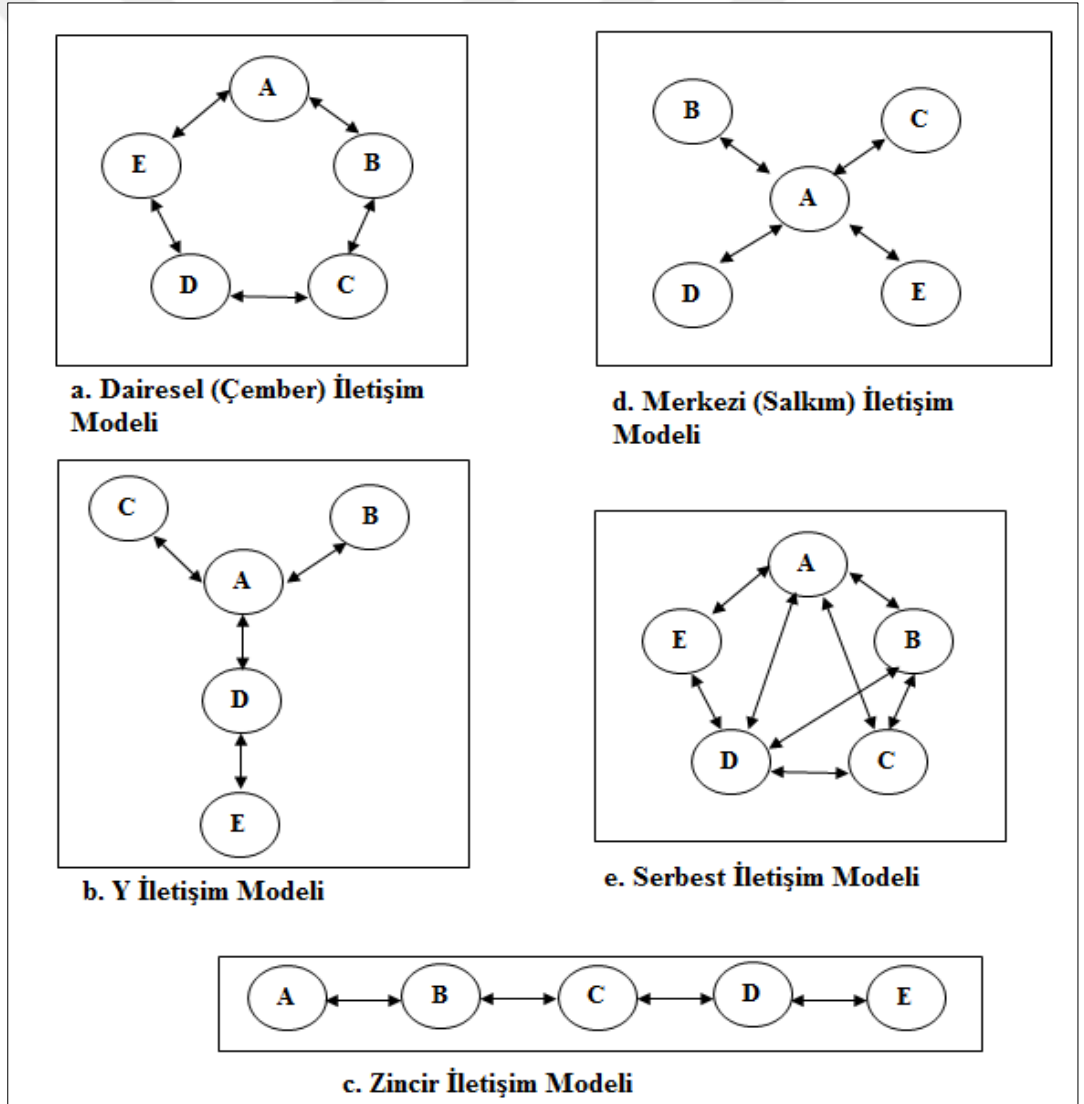 A
E
B
D
C
a. Dairesel (Çember) İletişim
Modeli
B
C
A
D
E
d. Merkezi (Salkım) İletişim
Modeli
C
B
A
D
E
b. Y İletişim Modeli
A
E
B
D
C
e. Serbest İletişim Modeli
A B C D E
c. Zincir İletişim Modeli